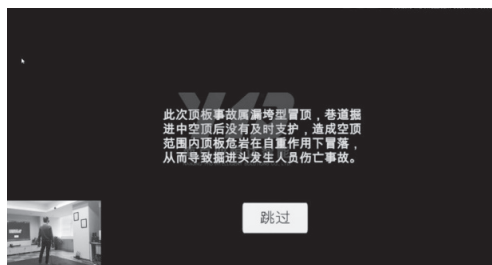 此次顶板事故属漏垮型冒顶，巷道掘
进中空顶后没有及时支护，造成空顶
范围内顶板危岩在自重作用下冒落，
从而导致掘进头发生人员伤亡事故。
跳过